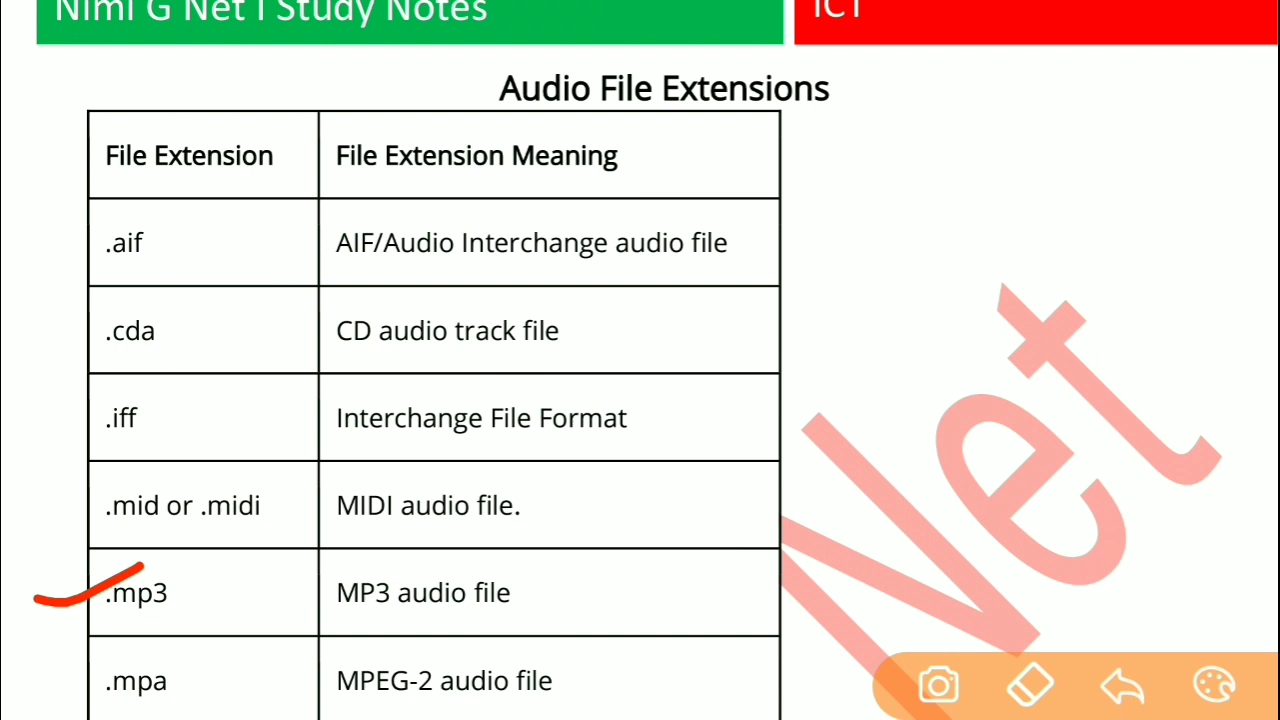 Nimi G Net I Study Notes
ICT
Audio File Extensions
File Extension File Extension Meaning
.aif AIF/Audio Interchange audio file
.cda CD audio track file
.iff Interchange File Format
.mid or .midi MIDI audio file.
.mp3 MP3 audio file
.mpa MPEG-2 audio file
Net